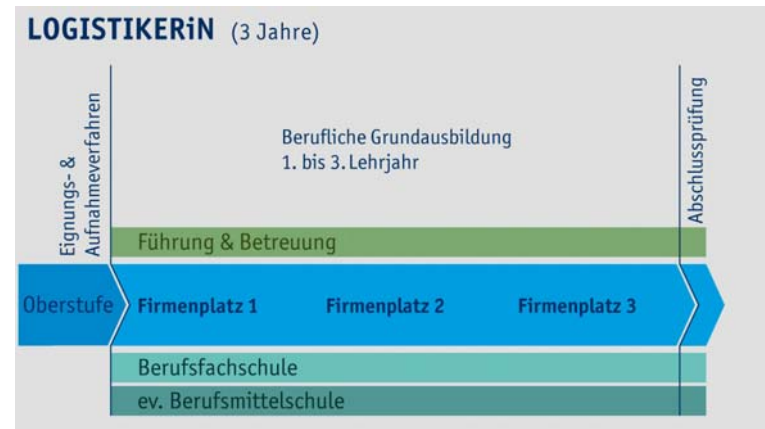 LOGISTIKERiN (3 Jahre)
Eignungs- &
Aufnahmeverfahren
Berufliche Grundausbildung
1. bis 3. Lehrjahr
Abschlussprüfung
Führung & Betreuung
Oberstufe
Firmenplatz 1
Firmenplatz 2
Firmenplatz 3
Berufsfachschule
ev. Berufsmittelschule